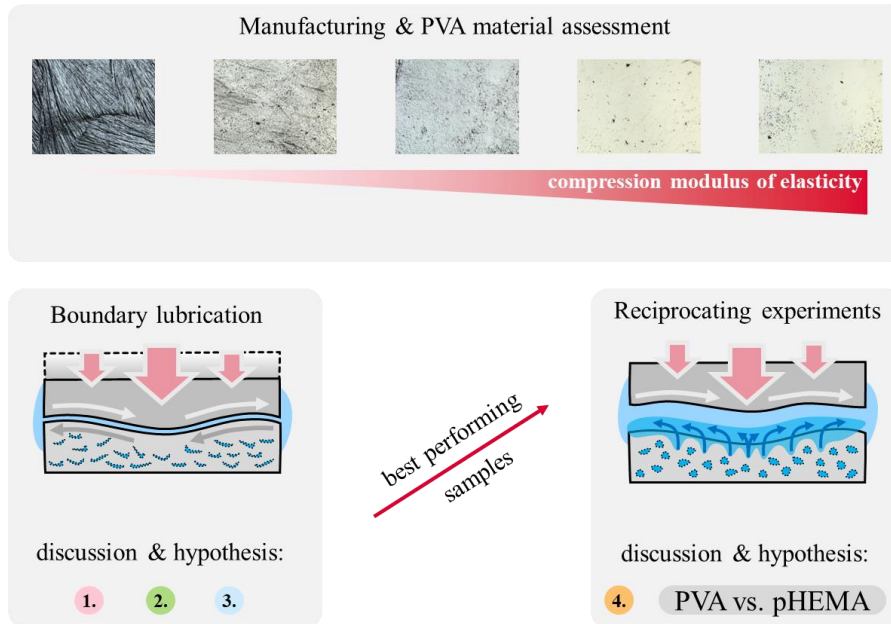 Manufacturing & PVA material assessment
compression modulus of elasticity
Boundary lubrication
discussion & hypothesis:
1. 2. 3.
best performing
samples
Reciprocating experiments
discussion & hypothesis:
4. PVA vs. pHEMA